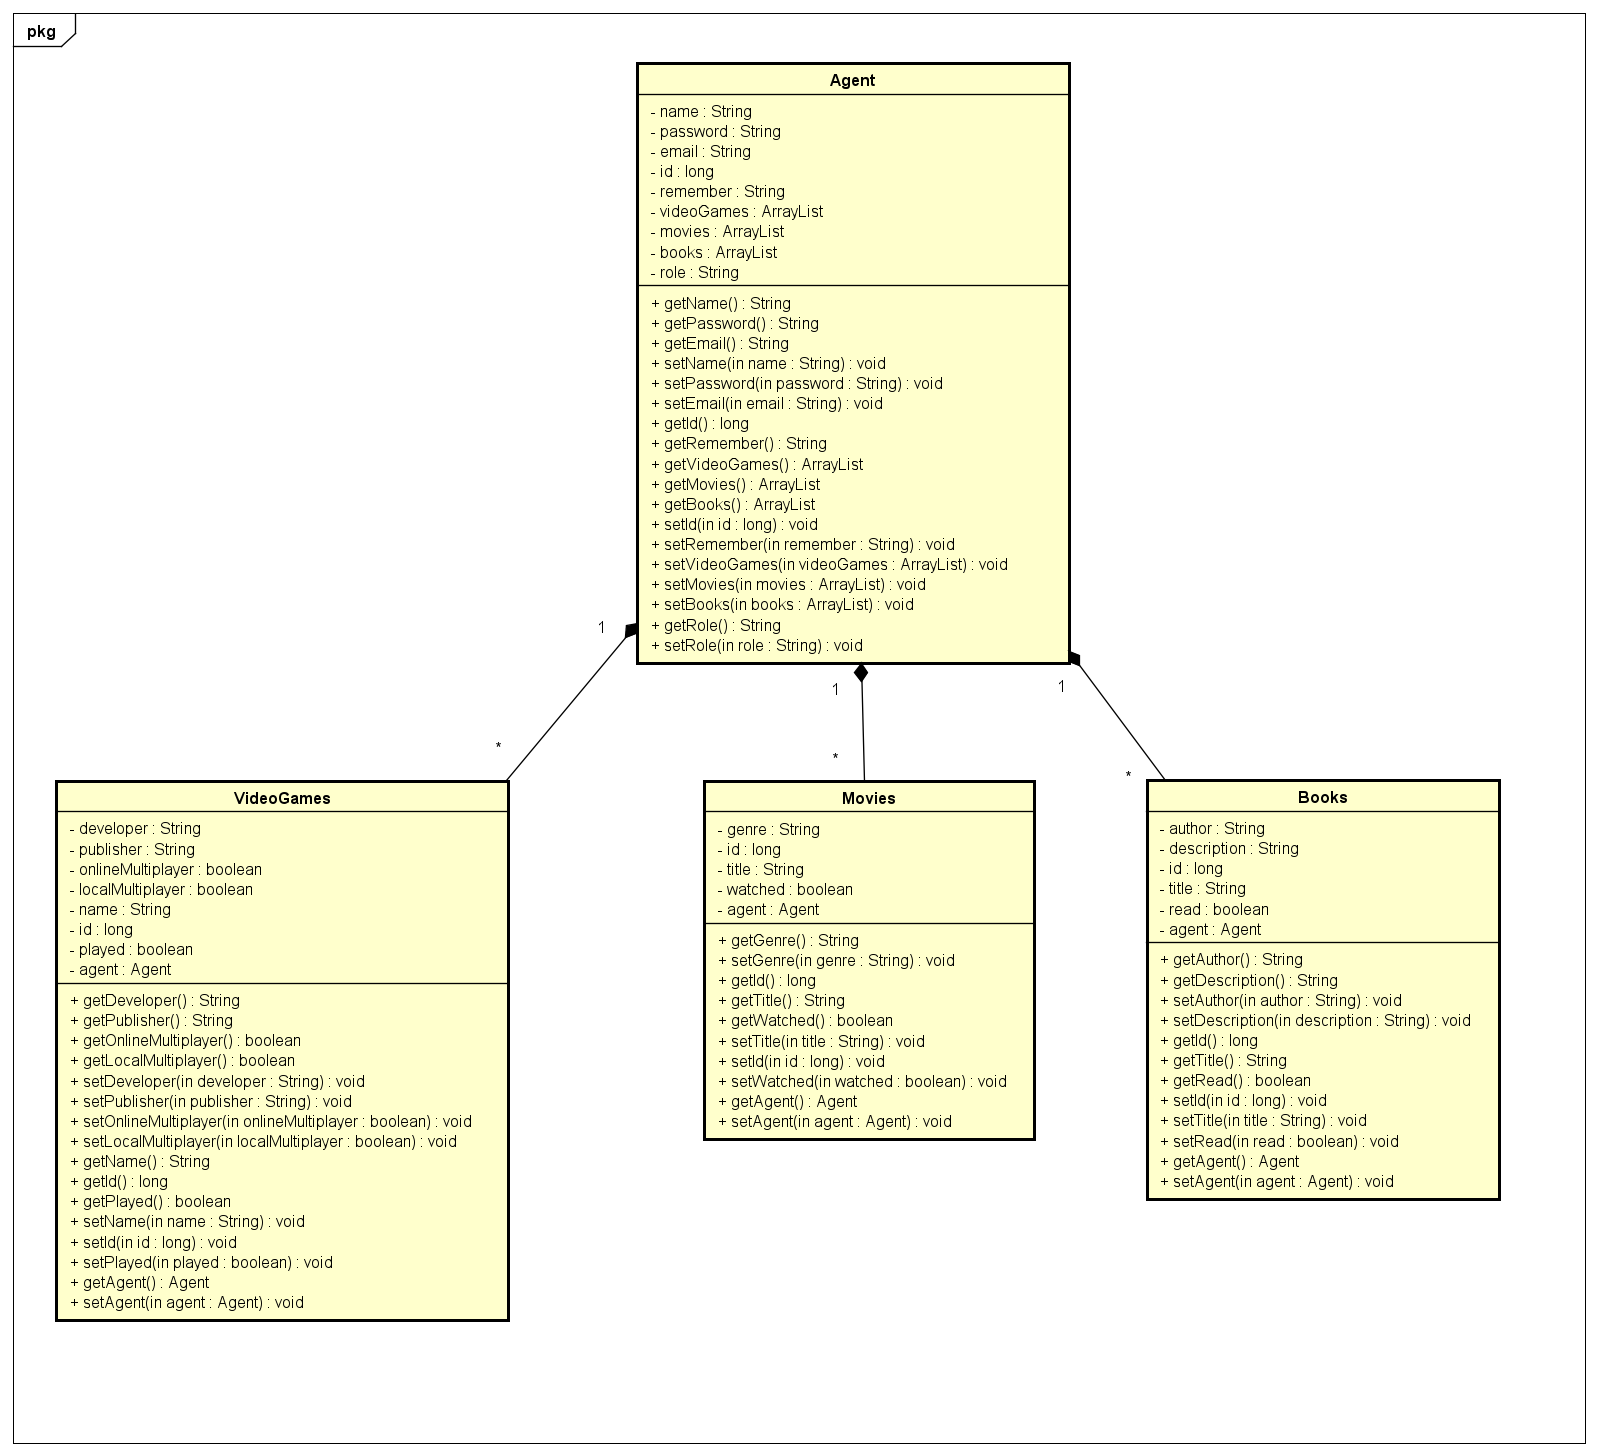 pkg
Agent
- name : String
- password : String
- email : String
- id : long
- remember : String
- videoGames : ArrayList
- movies : ArrayList
- books : ArrayList
- role : String
+ getName() : String
+ getPassword() : String
+ getEmail() : String
+ setName(in name : String) : void
+ setPassword(in password : String) : void
+ setEmail(in email : String) : void
+ getId() : long
+ getRemember() : String
+ getVideoGames() : ArrayList
+ getMovies() : ArrayList
+ getBooks() : ArrayList
+ setId(in id : long) : void
+ setRemember(in remember : String) : void
+ setVideoGames(in videoGames : ArrayList) : void
+ setMovies(in movies : ArrayList) : void
+ setBooks(in books : ArrayList) : void
+ getRole() : String
+ setRole(in role : String) : void
1
1
1
*
*
*
VideoGames
- developer : String
- publisher : String
- onlineMultiplayer : boolean
- localMultiplayer : boolean
- name : String
- id : long
- played : boolean
- agent : Agent
+ getDeveloper() : String
+ getPublisher() : String
+ getOnlineMultiplayer() : boolean
+ getLocalMultiplayer() : boolean
+ setDeveloper(in developer : String) : void
+ setPublisher(in publisher : String) : void
+ setOnlineMultiplayer(in onlineMultiplayer : boolean) : void
+ setLocalMultiplayer(in localMultiplayer : boolean) : void
+ getName() : String
+ getId() : long
+ getPlayed() : boolean
+ setName(in name : String) : void
+ setId(in id : long) : void
+ setPlayed(in played : boolean) : void
+ getAgent() : Agent
+ setAgent(in agent : Agent) : void
Movies
- genre : String
- id : long
- title : String
- watched : boolean
- agent : Agent
+ getGenre() : String
+ setGenre(in genre : String) : void
+ getId() : long
+ getTitle() : String
+ getWatched() : boolean
+ setTitle(in title : String) : void
+ setId(in id : long) : void
+ setWatched(in watched : boolean) : void
+ getAgent() : Agent
+ setAgent(in agent : Agent) : void
Books
- author : String
- description : String
- id : long
- title : String
- read : boolean
- agent : Agent
+ getAuthor() : String
+ getDescription() : String
+ setAuthor(in author : String) : void
+ setDescription(in description : String) : void
+ getId() : long
+ getTitle() : String
+ getRead() : boolean
+ setId(in id : long) : void
+ setTitle(in title : String) : void
+ setRead(in read : boolean) : void
+ getAgent() : Agent
+ setAgent(in agent : Agent) : void